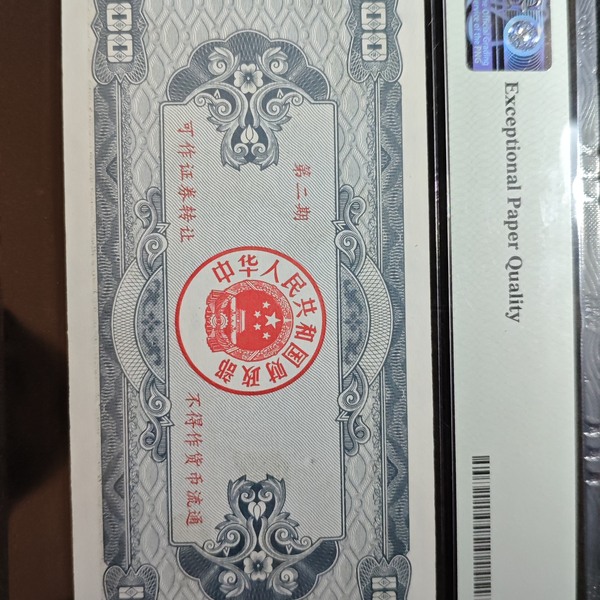 第二期
中华人民共和国财政部
可作证券转让
不得作货币流通
Exceptional Paper Quality